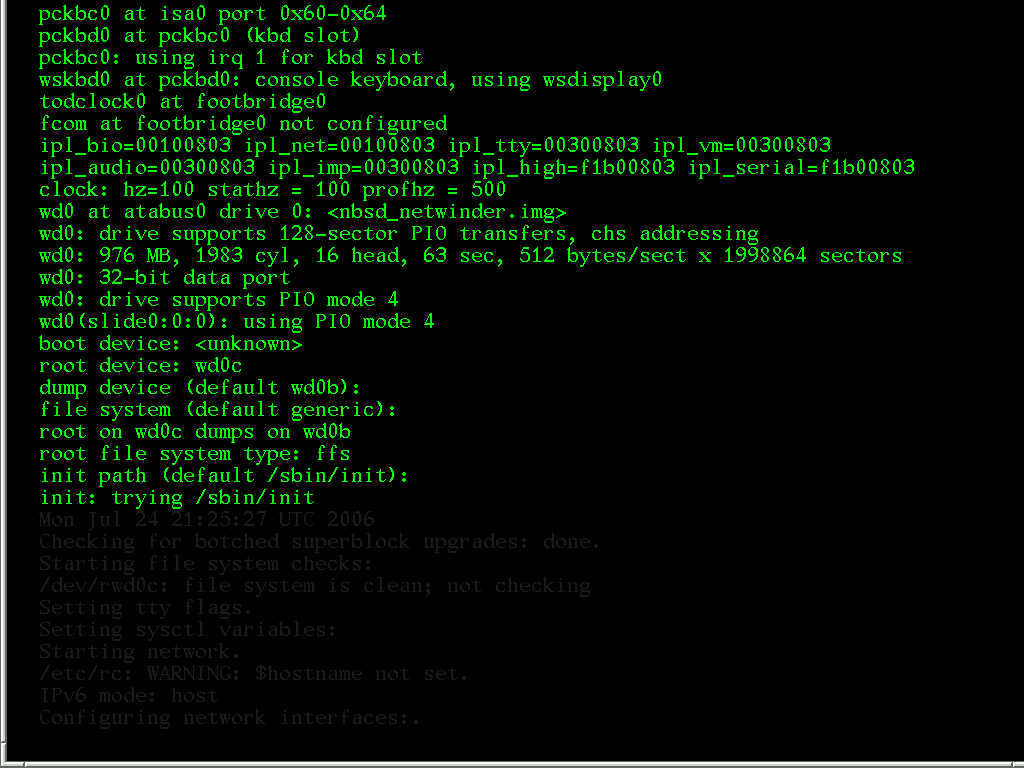 pckbc0 at isa0 port 0x60-0x64
pckbd0 at pckbc0 (kbd slot)
pckbc0: using irq 1 for kbd slot
wskbd0 at pckbd0: console keyboard, using wsdisplay0
todclock0 at footbridge0
fcom at footbridge0 not configured
ipl_bio=00100803 ipl_net=00100803 ipl_tty=00300803 ipl_vm=00300803
ipl_audio=00300803 ipl_imp=00300803 ipl_high=f1b00803 ipl_serial=f1b00803
clock: hz=100 stathz = 100 profhz = 500
wd0 at atabus0 drive 0: <nbsd_netwinder.img>
wd0: drive supports 128-sector PIO transfers, chs addressing
wd0: 976 MB, 1983 cyl, 16 head, 63 sec, 512 bytes/sect x 1998864 sectors
wd0: 32-bit data port
wd0: drive supports PIO mode 4
wd0(slide0:0:0): using PIO mode 4
boot device: <unknown>
root device: wd0c
dump device (default wd0b):
file system (default generic):
root on wd0c dumps on wd0b
root file system type: ffs
init path (default /sbin/init):
init: trying /sbin/init
Mon Jul 24 21:25:27 UTC 2006
Checking for botched superblock upgrades: done.
Starting file system checks:
/dev/rwd0c: file system is clean; not checking
Setting tty flags.
Setting sysctl variables:
Starting network.
/etc/rc: WARNING: $hostname not set.
IPv6 mode: host
Configuring network interfaces:.